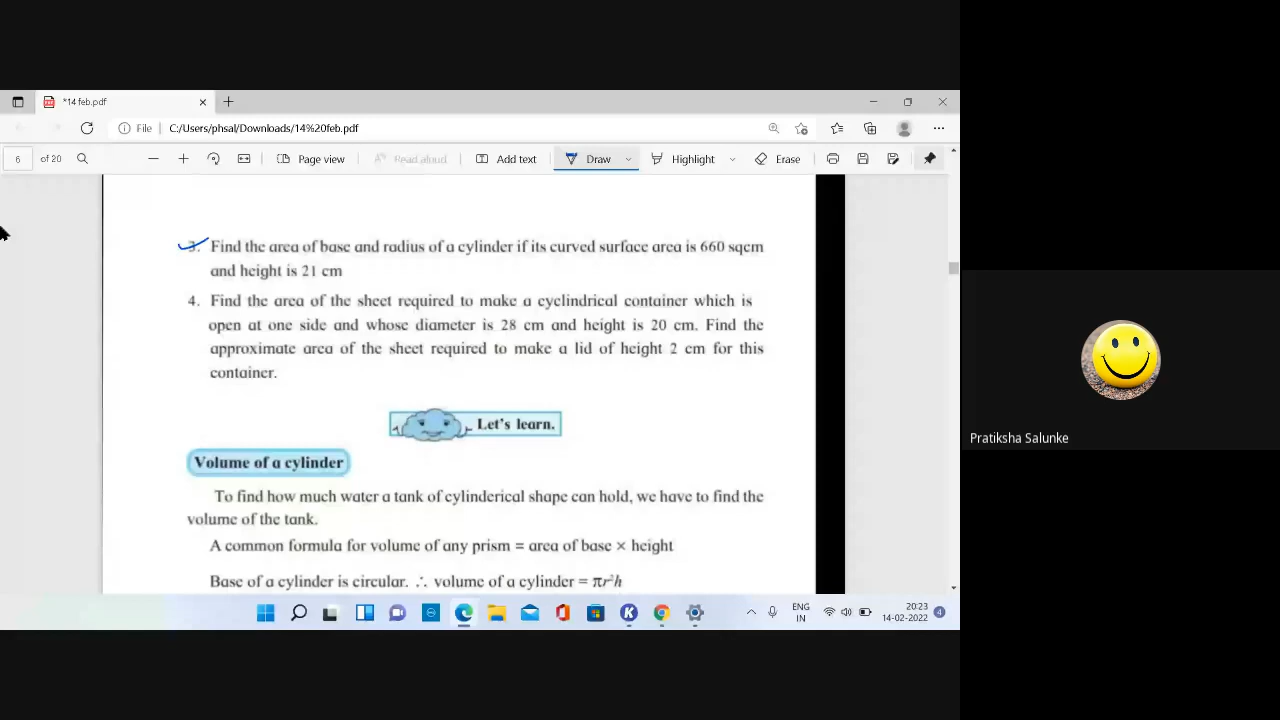 *14 feb.pdf
File
C:/Users/phsal/Downloads/14%20feb.pdf
6 of 20
Page view
Read aloud
Add text
Draw
Highlight
Erase
3. Find the area of base and radius of a cylinder if its curved surface area is 660 sqcm
and height is 21 cm
4. Find the area of the sheet required to make a cyclindrical container which is
open at one side and whose diameter is 28 cm and height is 20 cm. Find the
approximate area of the sheet required to make a lid of height 2 cm for this
container.
Let's learn.
Volume of a cylinder
To find how much water a tank of cylinderical shape can hold, we have to find the
volume of the tank.
A common formula for volume of any prism = area of base × height
Base of a cylinder is circular. ∴ volume of a cylinder = πr²h
Pratiksha Salunke
ENG
IN
20:23
14-02-2022
4